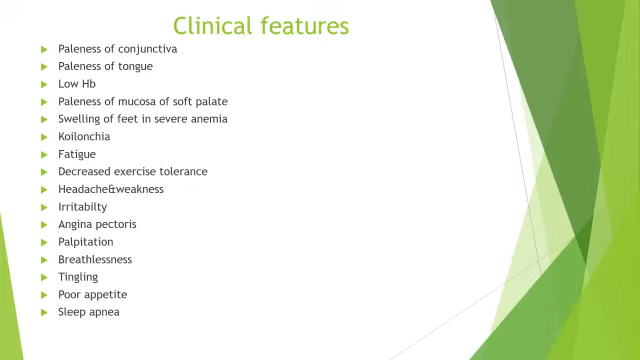 Clinical features
Paleness of conjunctiva
Paleness of tongue
Low Hb
Paleness of mucosa of soft palate
Swelling of feet in severe anemia
Koilonchia
Fatigue
Decreased exercise tolerance
Headache&weakness
Irritabilty
Angina pectoris
Palpitation
Breathlessness
Tingling
Poor appetite
Sleep apnea